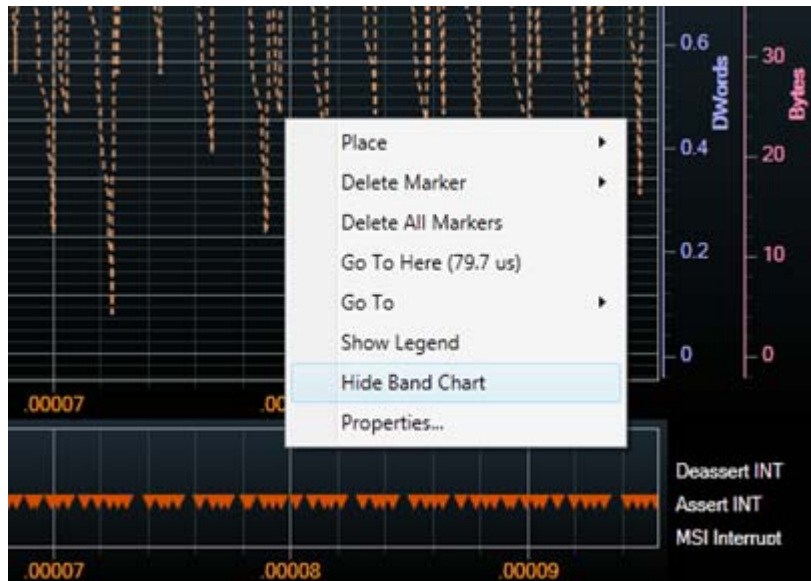 0.6
30
DWords
Bytes
Place
Delete Marker
0.4
20
Delete All Markers
Go To Here (79.7 us)
0.2
10
Go To
Show Legend
0
0
Hide Band Chart
.00007
Properties...
Deassert INT
Assert INT
MSI Interrupt
.00007
.00008
.00009